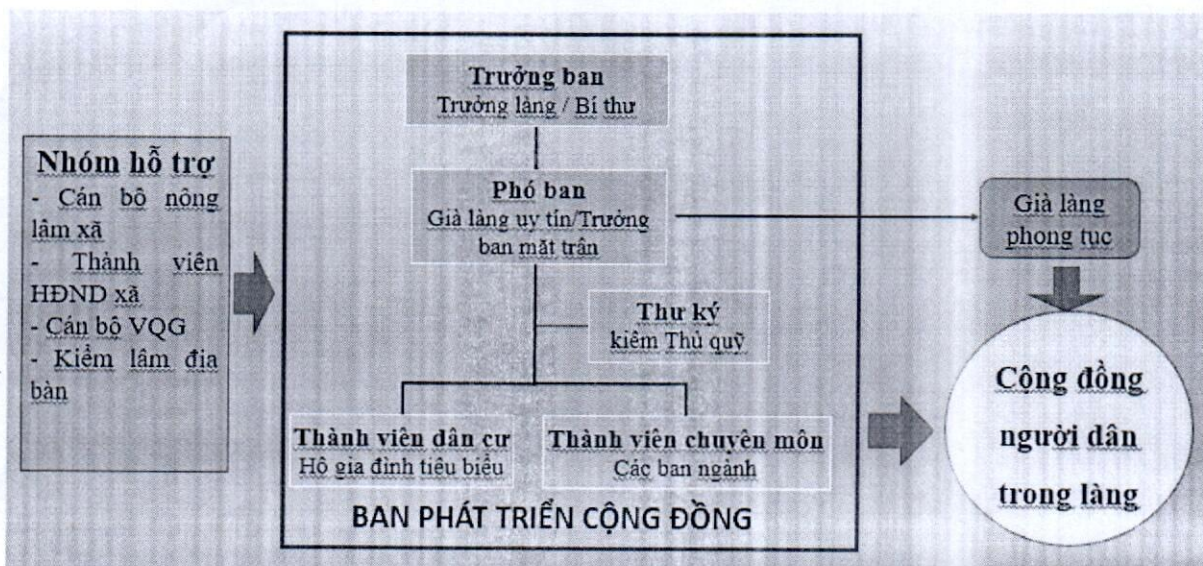 Nhóm hỗ trợ
- Cán bộ nông
lâm xã
- Thành viên
HĐND xã
- Cán bộ VQG
- Kiểm lâm địa
bàn
Trưởng ban
Trưởng làng / Bí thư
Phó ban
Già làng uy tín/Trưởng
ban mặt trận
Thư ký
kiêm Thủ quỹ
Thành viên dân cư
Hộ gia đình tiêu biểu
Thành viên chuyên môn
Các ban ngành
BAN PHÁT TRIỂN CỘNG ĐỒNG
Già làng
phong tục
Cộng đồng
người dân
trong làng